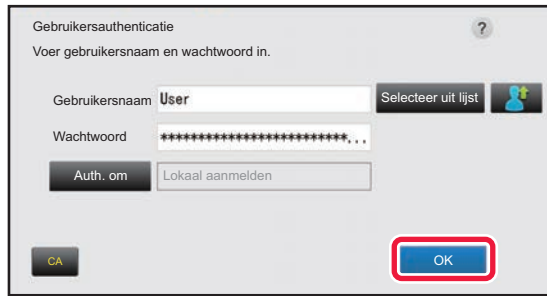 Gebruikersauthenticatie
?
Voer gebruikersnaam en wachtwoord in.
Gebruikersnaam User Selecteer uit lijst
Wachtwoord *************************...
Auth. om Lokaal aanmelden
CA OK